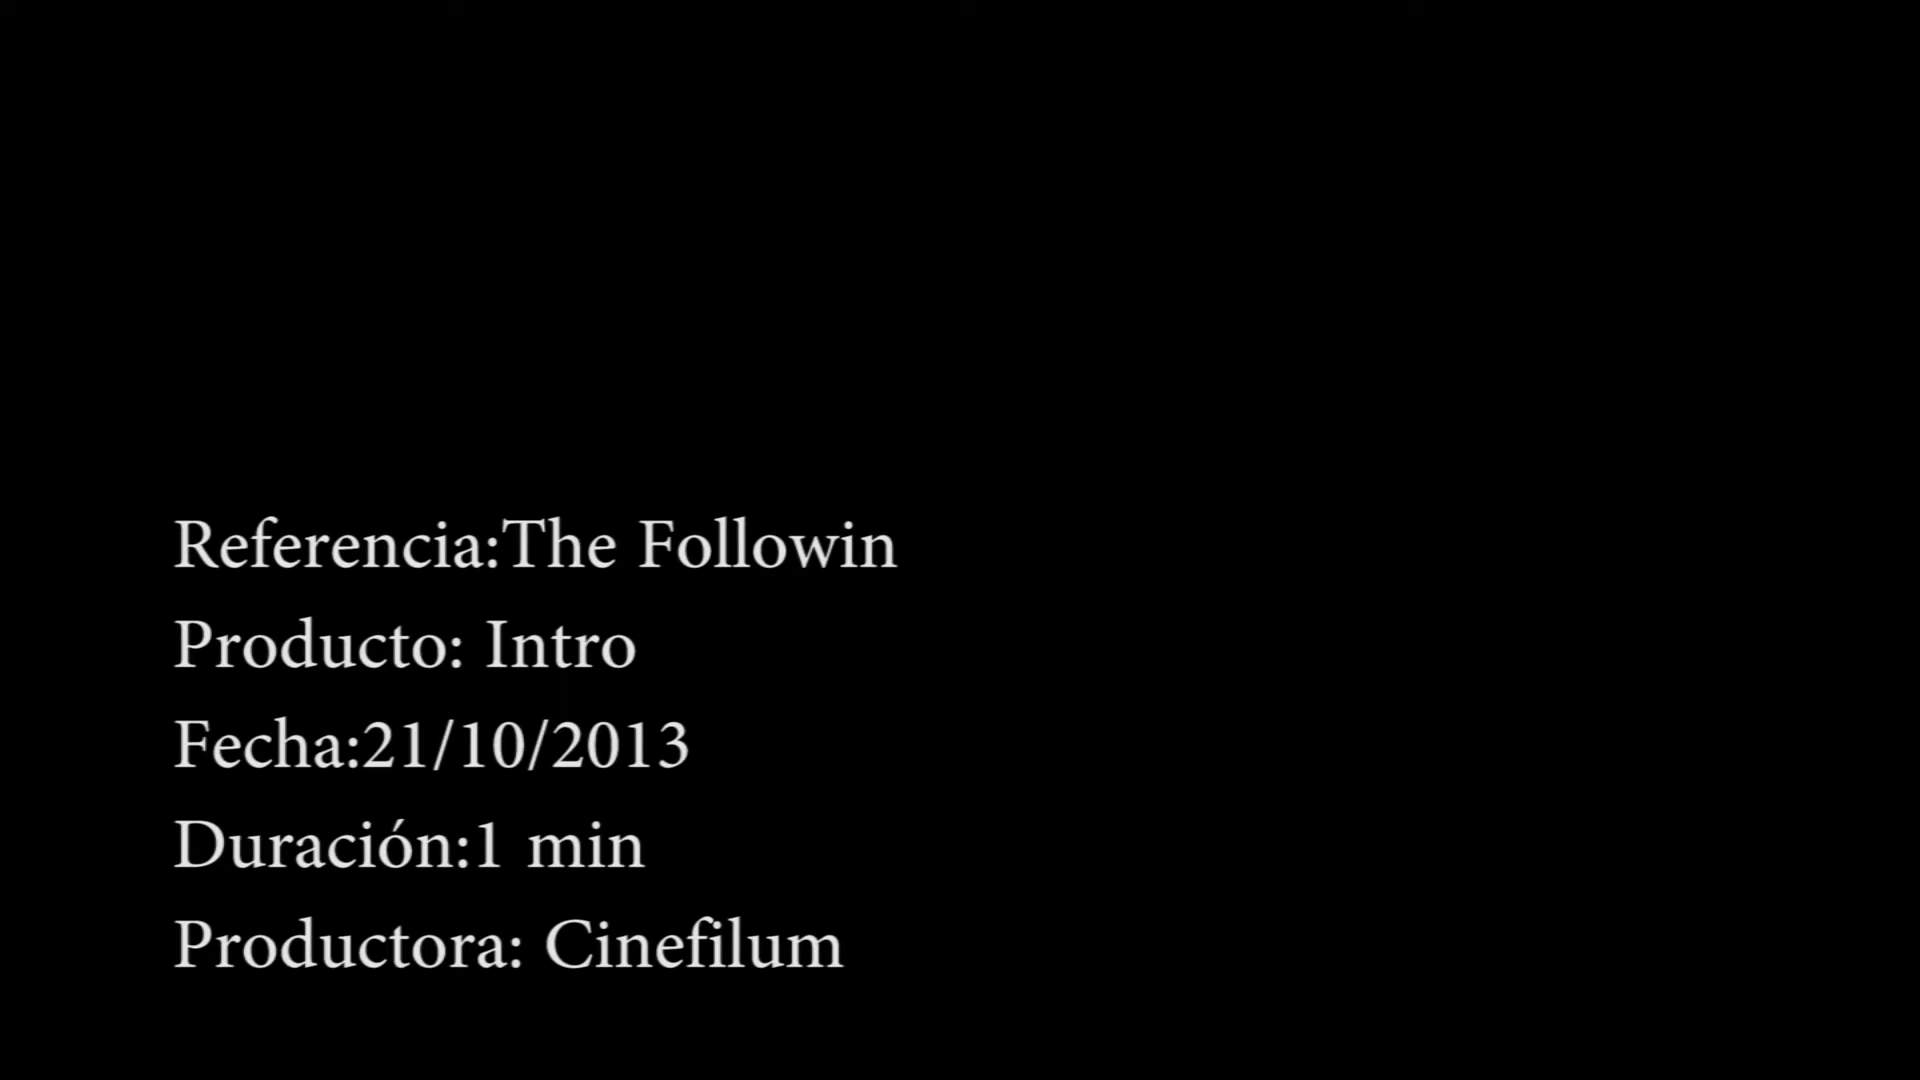 Referencia:The Followin
Producto: Intro
Fecha:21/10/2013
Duración:1 min
Productora: Cinefilum